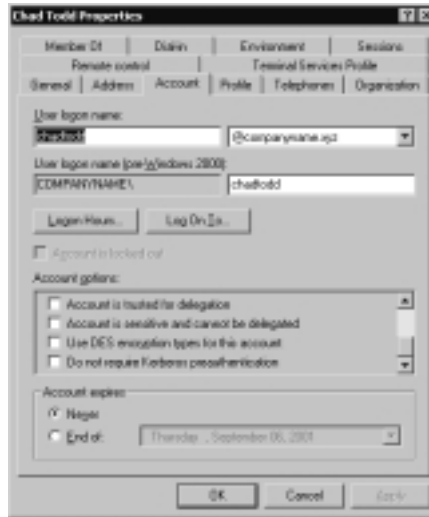 Chad Todd Properties
Member Of Dial-in Environment Sessions
Remote control Terminal Services Profile
General Address Account Profile Telephones Organization
User logon name:
chadtodd @companyname.xyz
User logon name (pre-Windows 2000):
COMPANYNAME\ chadtodd
Logon Hours... Log On To...
Account is locked out
Account options:
Account is trusted for delegation
Account is sensitive and cannot be delegated
Use DES encryption types for this account
Do not require Kerberos preauthentication
Account expires
Never
End of: Thursday , September 06, 2001
OK Cancel Apply